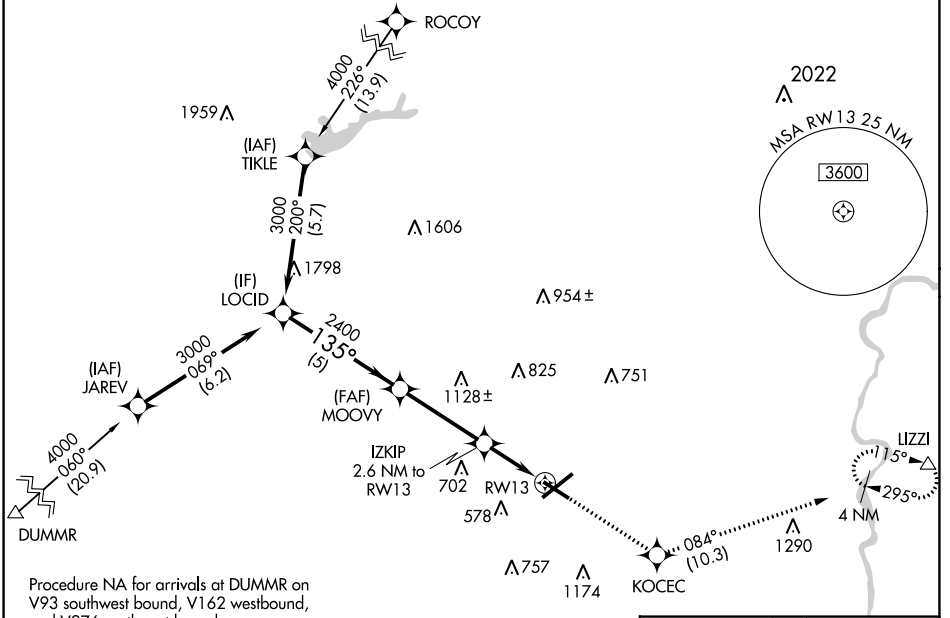 ROCOY
4000
226°
(13.9)
1959
2022
MSA RW13 25 NM
3600
(IAF)
TIKLE
3000
200°
(5.7)
1606
1798
(IF)
LOCID
954 ±
2400
135°
(5)
3000
069°
(6.2)
(IAF)
JAREV
825
751
1128 ±
(FAF)
MOOVY
4000
060°
(20.9)
IZKIP
2.6 NM to
RW13
702
RW13
578
LIZZI
115°
295°
4 NM
DUMMR
084°
(10.3)
1290
KOCEC
757
1174
Procedure NA for arrivals at DUMMR on
V93 southwest bound, V162 westbound,